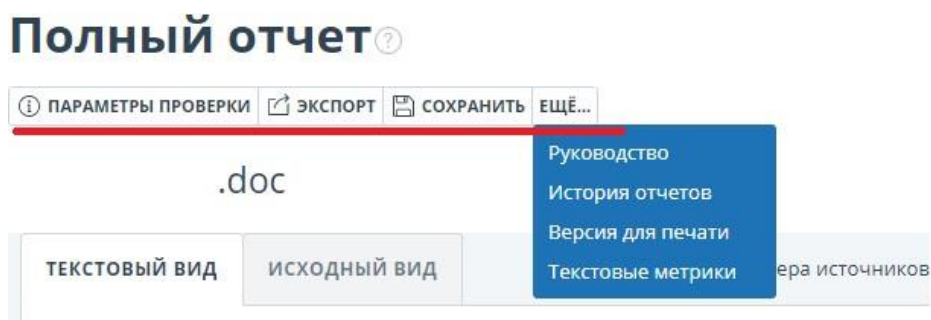 Полный отчет ?
ПАРАМЕТРЫ ПРОВЕРКИ ЭКСПОРТ СОХРАНИТЬ ЕЩЁ...
Руководство
.doc
История отчетов
Версия для печати
ТЕКСТОВЫЙ ВИД ИСХОДНЫЙ ВИД Текстовые метрики ера источников